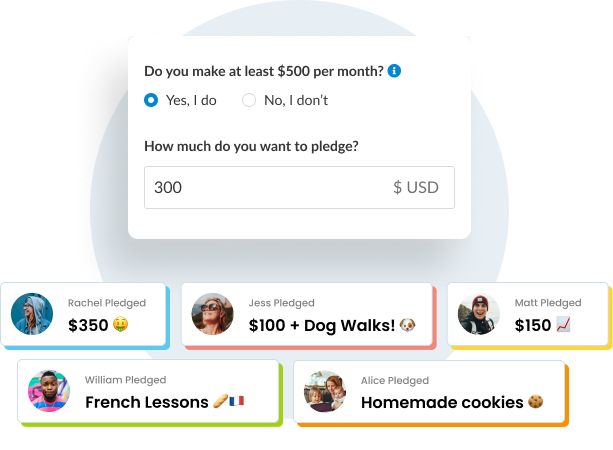 Do you make at least $500 per month?
Yes, I do
No, I don't
How much do you want to pledge?
300
$ USD
Rachel Pledged
$350 🤑
Jess Pledged
$100 + Dog Walks! 🐶
Matt Pledged
$150 📈
William Pledged
French Lessons 🥖🇫🇷
Alice Pledged
Homemade cookies 🍪